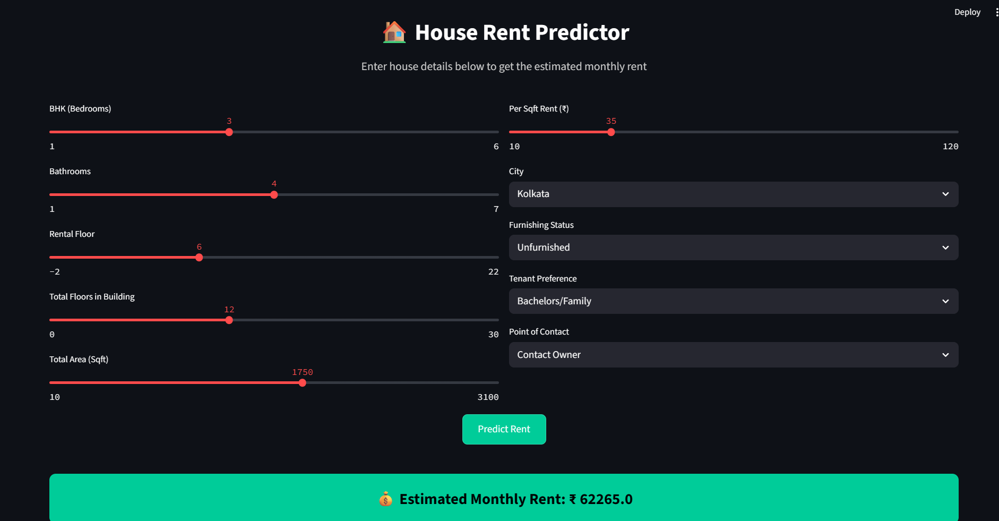 Deploy
🏠 House Rent Predictor
Enter house details below to get the estimated monthly rent
BHK (Bedrooms)
3
1
6
Bathrooms
4
1
7
Rental Floor
6
-2
22
Total Floors in Building
12
0
30
Total Area (Sqft)
1750
10
3100
Per Sqft Rent (₹)
35
10
120
City
Kolkata
Furnishing Status
Unfurnished
Tenant Preference
Bachelors/Family
Point of Contact
Contact Owner
Predict Rent
💰 Estimated Monthly Rent: ₹ 62265.0